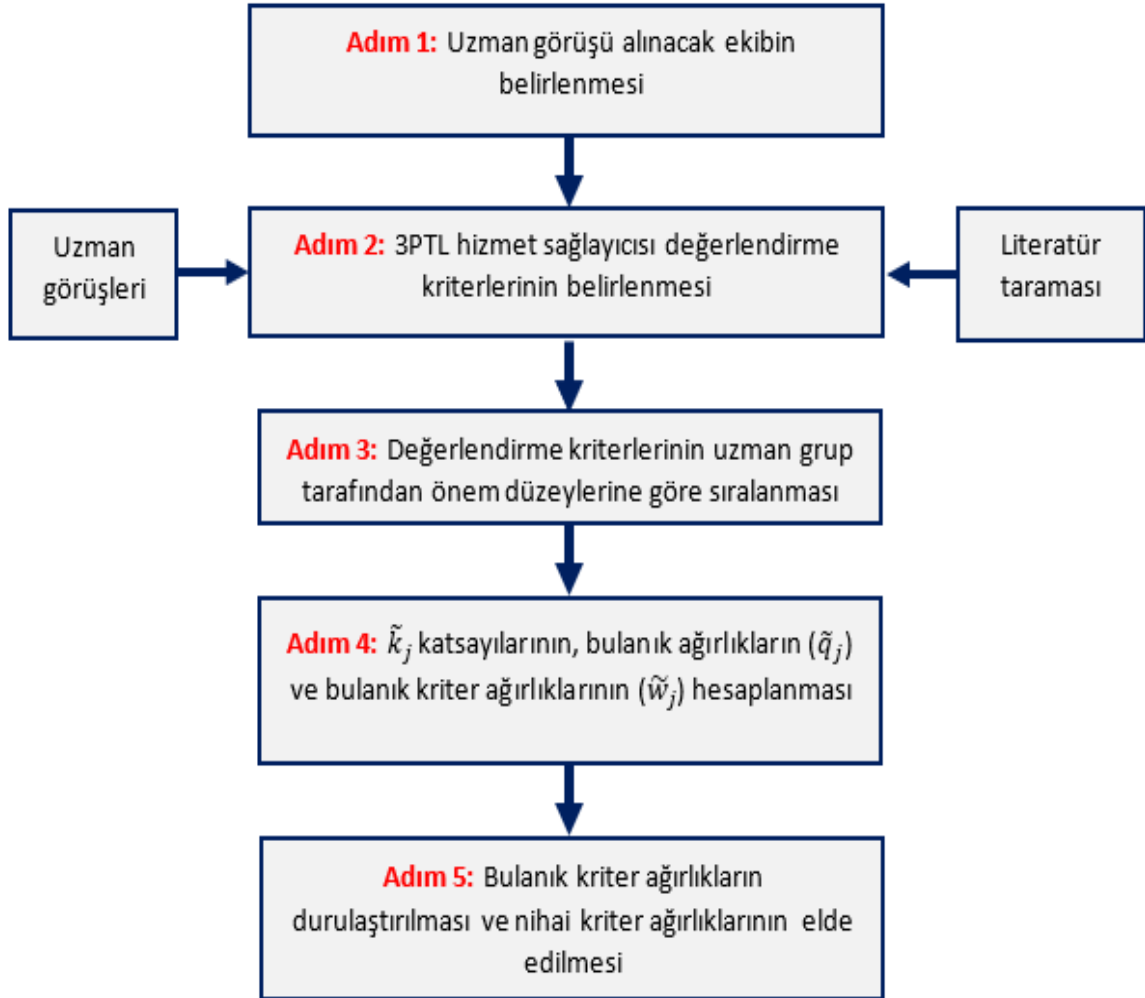 Adım 1: Uzman görüşü alınacak ekibin
belirlenmesi
Uzman
görüşleri
Adım 2: 3PTL hizmet sağlayıcısı değerlendirme
kriterlerinin belirlenmesi
Literatür
taraması
Adım 3: Değerlendirme kriterlerinin uzman grup
tarafından önem düzeylerine göre sıralanması
Adım 4: k̃ⱼ katsayılarının, bulanık ağırlıkların (q̃ⱼ)
ve bulanık kriter ağırlıklarının (w̃ⱼ) hesaplanması
Adım 5: Bulanık kriter ağırlıkların
durulaştırılması ve nihai kriter ağırlıklarının elde
edilmesi